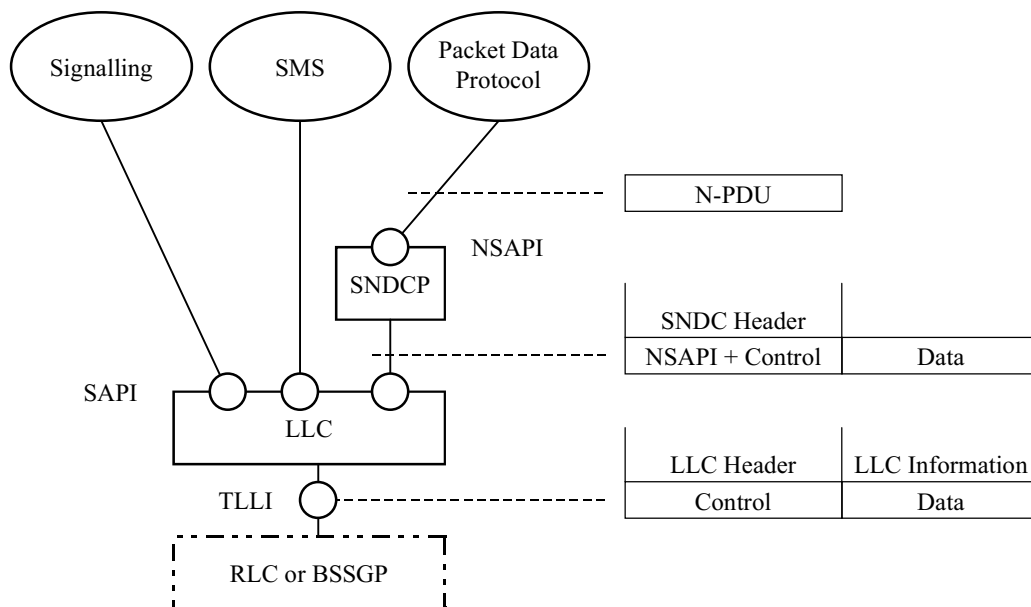 Signalling
SMS
Packet Data
Protocol
N-PDU
NSAPI
SNDCP
SNDC Header
NSAPI + Control
Data
SAPI
LLC
LLC Header
LLC Information
TLLI
Control
Data
RLC or BSSGP